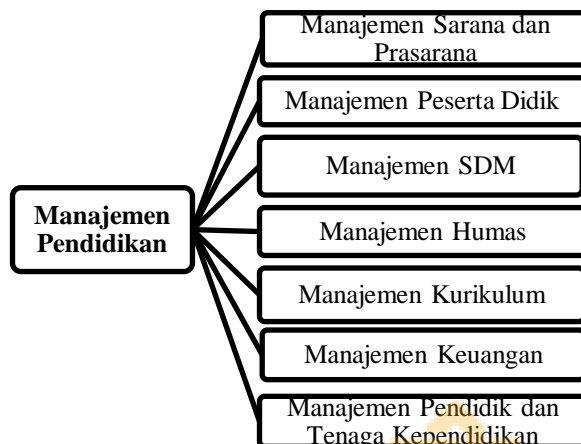 Manajemen Sarana dan
Prasarana
Manajemen Peserta Didik
Manajemen SDM
Manajemen
Pendidikan
Manajemen Humas
Manajemen Kurikulum
Manajemen Keuangan
Manajemen Pendidik dan
Tenaga Kependidikan